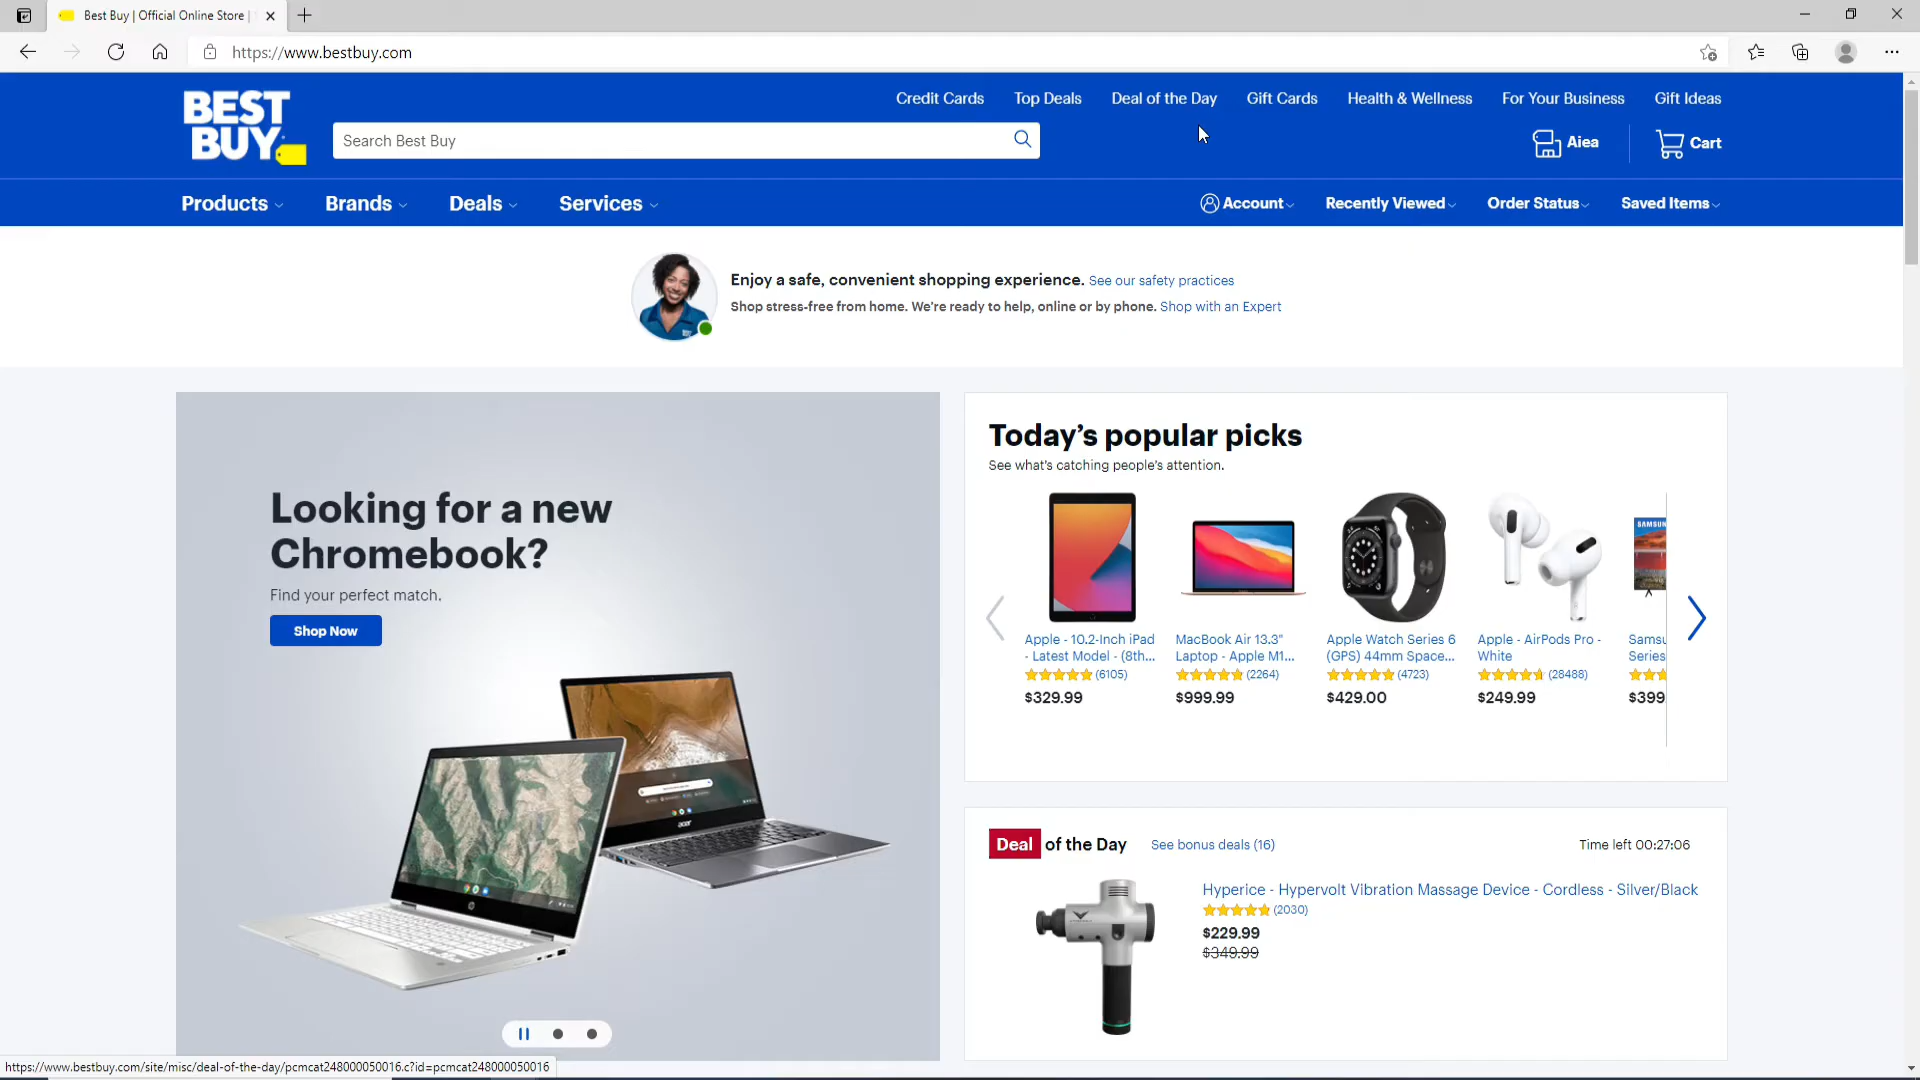 Best Buy | Official Online Store |
https://www.bestbuy.com
Credit Cards
Top Deals
Deal of the Day
Gift Cards
Health & Wellness
For Your Business
Gift Ideas
BEST
BUY
Search Best Buy
Aiea
Cart
Products
Brands
Deals
Services
Account
Recently Viewed
Order Status
Saved Items
Enjoy a safe, convenient shopping experience. See our safety practices
Shop stress-free from home. We're ready to help, online or by phone. Shop with an Expert
Looking for a new
Chromebook?
Find your perfect match.
Shop Now
acer
hp
Today's popular picks
See what's catching people's attention.
Apple - 10.2-Inch iPad
- Latest Model - (8th...
(6105)
$329.99
MacBook Air 13.3"
Laptop - Apple M1...
(2264)
$999.99
Apple Watch Series 6
(GPS) 44mm Space...
(4723)
$429.00
Apple - AirPods Pro -
White
(28488)
$249.99
SAMSUNG
Samsu
Series
$399
Deal of the Day
See bonus deals (16)
Time left 00:27:06
Hyperice - Hypervolt Vibration Massage Device - Cordless - Silver/Black
(2030)
$229.99
$349.99
https://www.bestbuy.com/site/misc/deal-of-the-day/pcmcat248000050016.c?id=pcmcat248000050016